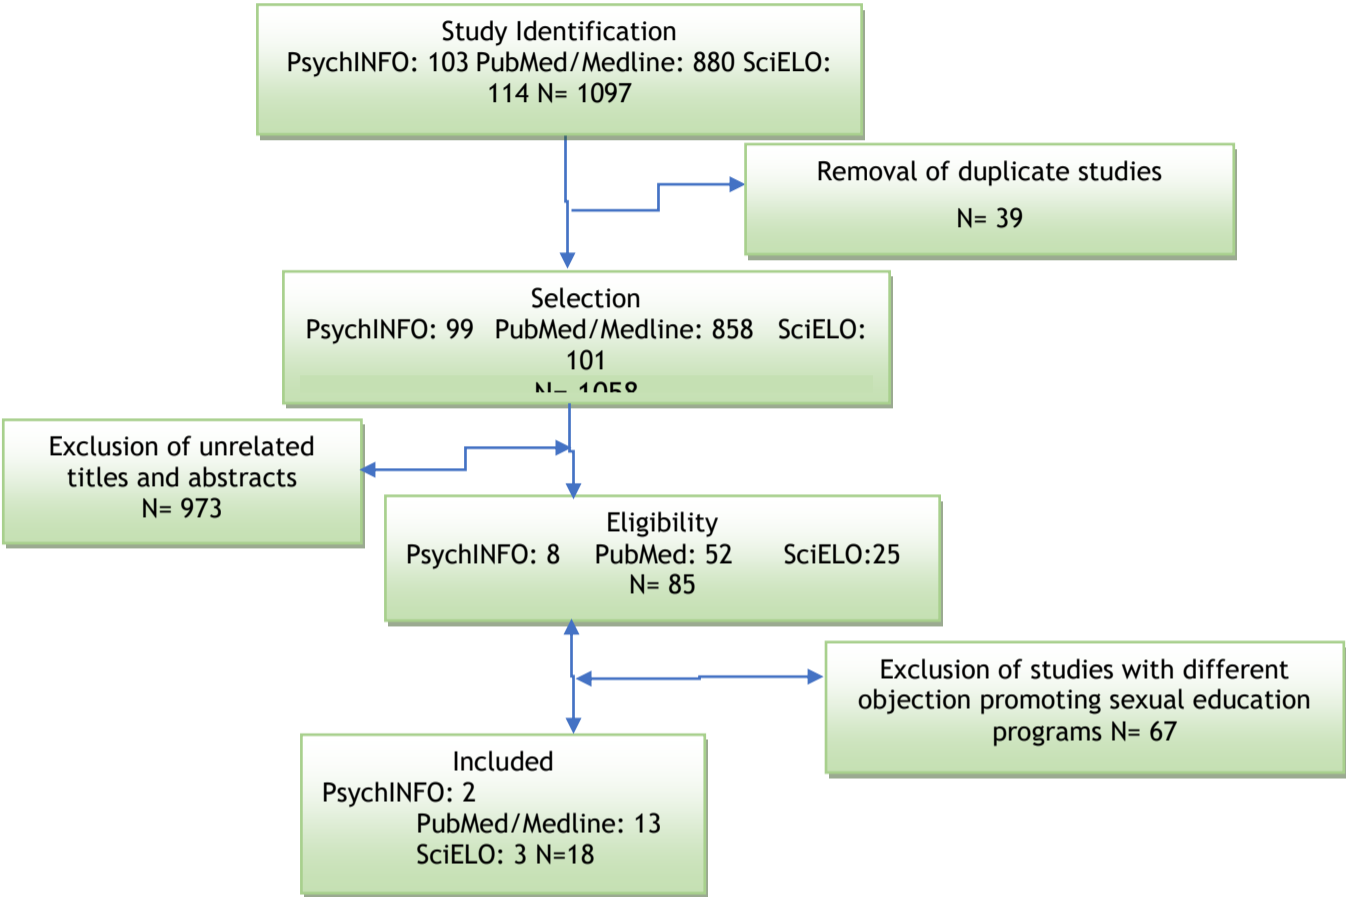 Study Identification
PsychINFO: 103 PubMed/Medline: 880 SciELO:
114 N= 1097
Removal of duplicate studies
N= 39
Selection
PsychINFO: 99 PubMed/Medline: 858 SciELO:
101
N= 1058
Exclusion of unrelated
titles and abstracts
N= 973
Eligibility
PsychINFO: 8 PubMed: 52 SciELO:25
N= 85
Exclusion of studies with different
objection promoting sexual education
programs N= 67
Included
PsychINFO: 2
PubMed/Medline: 13
SciELO: 3 N=18